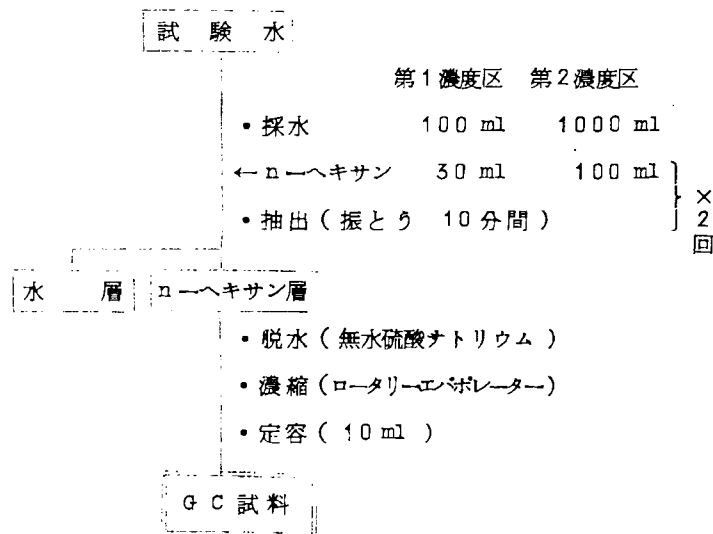 試験水
第1濃度区 第2濃度区
・採水 100 ml 1000 ml
← n-ヘキサン 30 ml 100 ml
・抽出(振とう 10分間)
×2回
水層 n-ヘキサン層
・脱水(無水硫酸ナトリウム)
・濃縮(ロータリーエバポレーター)
・定容(10ml)
GC試料